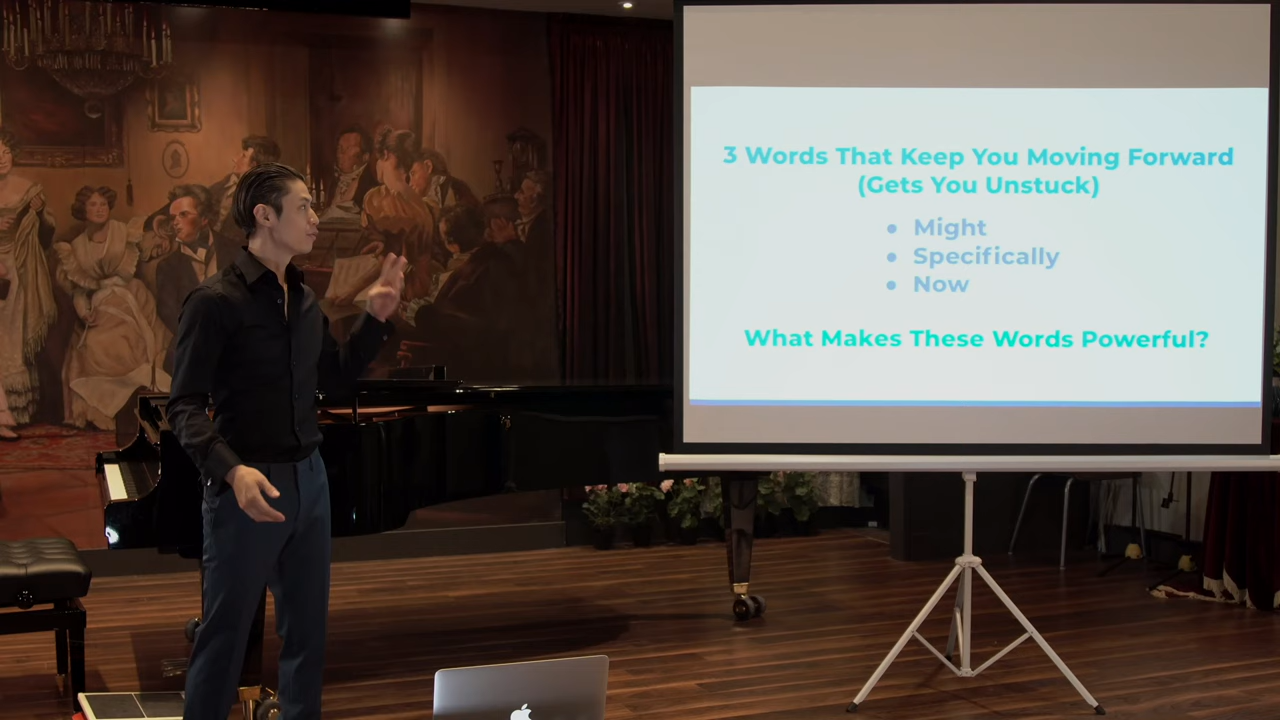 3 Words That Keep You Moving Forward
(Gets You Unstuck)
● Might
● Specifically
● Now
What Makes These Words Powerful?